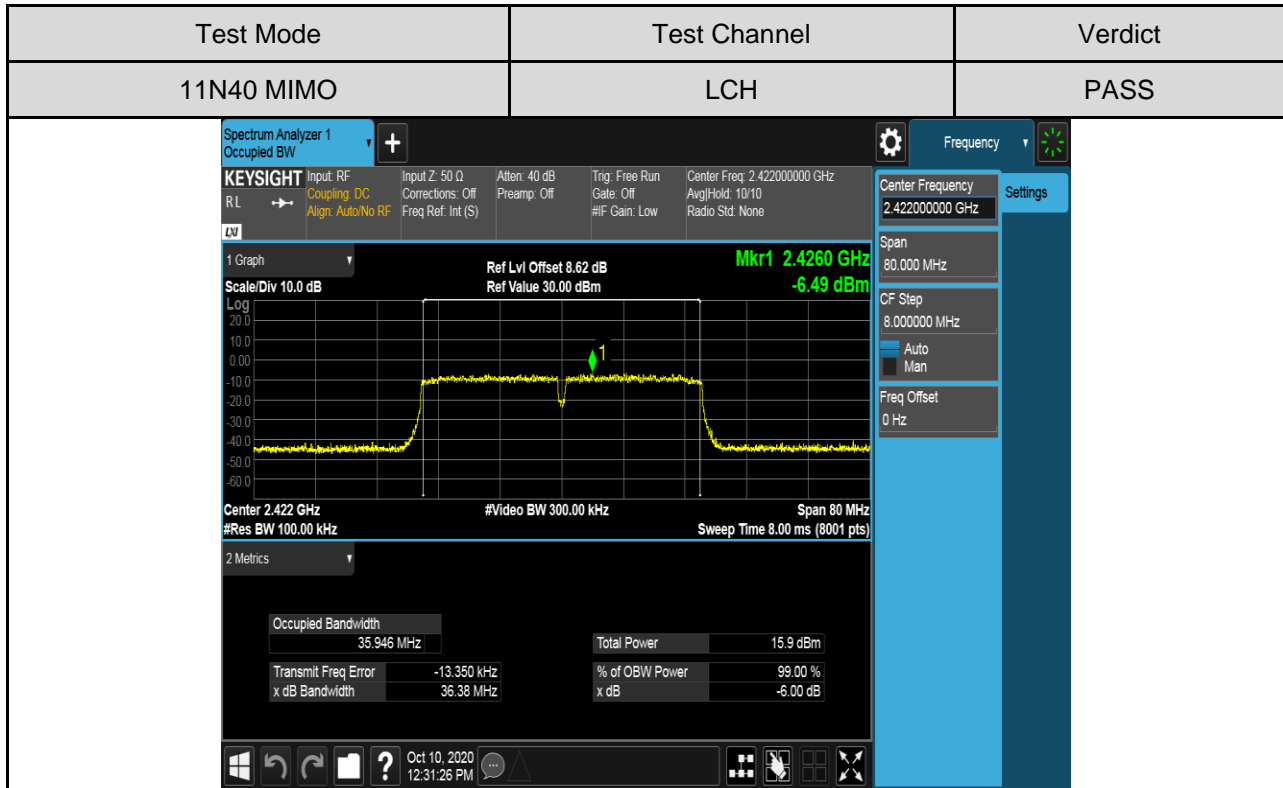 Test Mode Test Channel Verdict
11N40 MIMO LCH PASS
Spectrum Analyzer 1
Occupied BW
+
Frequency
KEYSIGHT Input: RF Input Z: 50 Ω Atten: 40 dB Trig: Free Run Center Freq: 2.422000000 GHz
RL Coupling: DC Corrections: Off Preamp: Off Gate: Off Avg|Hold: 10/10
Align: Auto/No RF Freq Ref: Int (S) #IF Gain: Low Radio Std: None
LXI
Center Frequency
2.422000000 GHz
Settings
Span
80.000 MHz
CF Step
8.000000 MHz
Auto
Man
Freq Offset
0 Hz
1 Graph Ref Lvl Offset 8.62 dB Mkr1 2.4260 GHz
Scale/Div 10.0 dB Ref Value 30.00 dBm -6.49 dBm
Log
20.0
10.0
0.00
-10.0
-20.0
-30.0
-40.0
-50.0
-60.0
1
Center 2.422 GHz #Video BW 300.00 kHz Span 80 MHz
#Res BW 100.00 kHz Sweep Time 8.00 ms (8001 pts)
2 Metrics
Occupied Bandwidth
35.946 MHz Total Power 15.9 dBm
Transmit Freq Error -13.350 kHz % of OBW Power 99.00 %
x dB Bandwidth 36.38 MHz x dB -6.00 dB
? Oct 10, 2020
12:31:26 PM